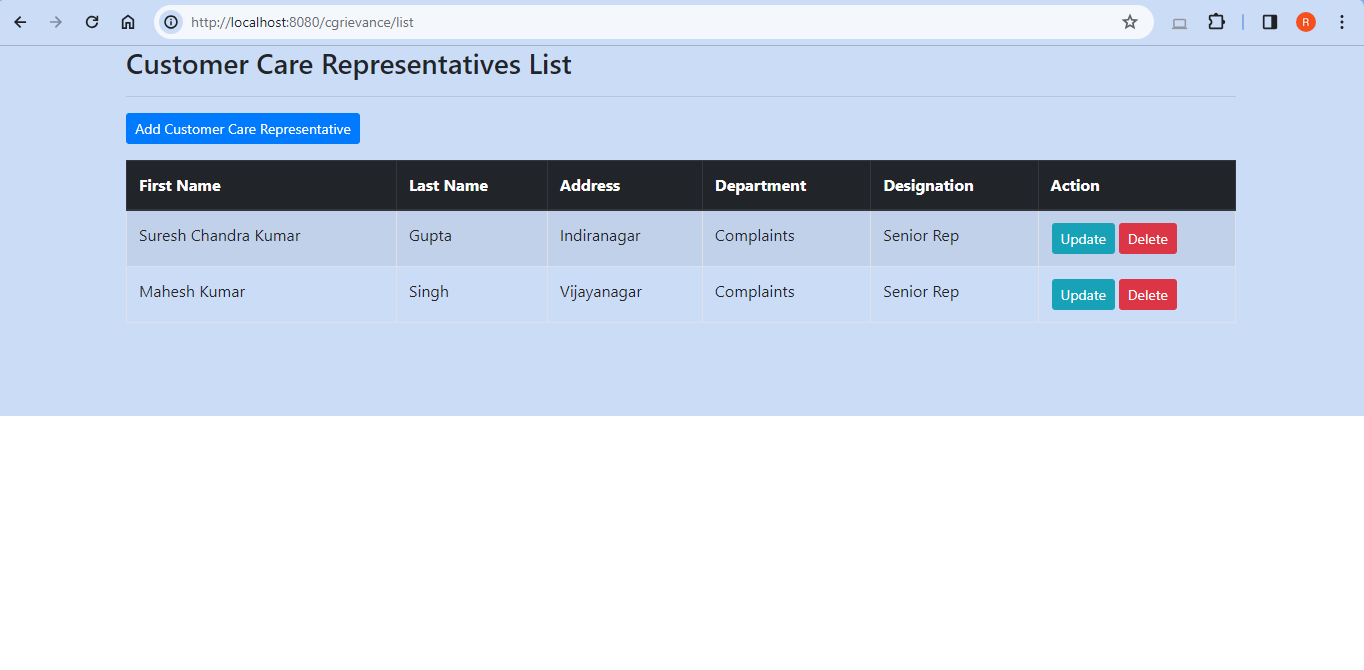 http://localhost:8080/cgrievance/list
R
Customer Care Representatives List
Add Customer Care Representative
First Name Last Name Address Department Designation Action
Suresh Chandra Kumar Gupta Indiranagar Complaints Senior Rep Update Delete
Mahesh Kumar Singh Vijayanagar Complaints Senior Rep Update Delete